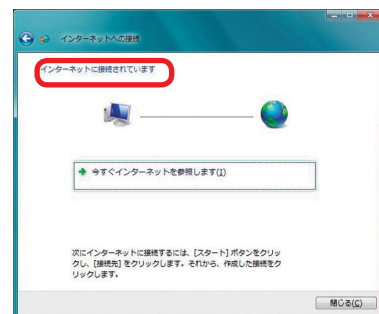 インターネットへの接続
インターネットに接続されています
今すぐインターネットを参照します(I)
次にインターネットに接続するには、[スタート] ボタンをクリッ
クし、[接続先] をクリックします。それから、作成した接続をク
リックします。
閉じる(C)